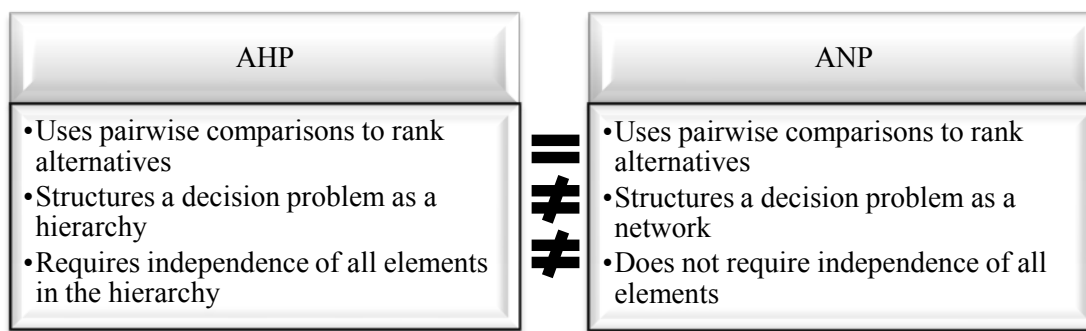 AHP
•Uses pairwise comparisons to rank
alternatives
•Structures a decision problem as a
hierarchy
•Requires independence of all elements
in the hierarchy
=
≠
≠
ANP
•Uses pairwise comparisons to rank
alternatives
•Structures a decision problem as a
network
•Does not require independence of all
elements